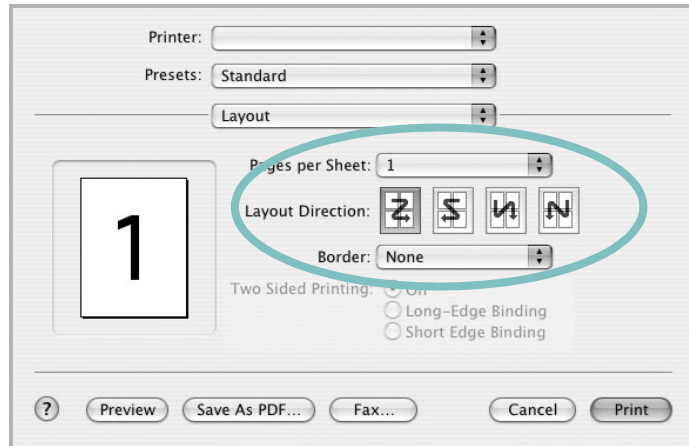 Printer:
Presets: Standard
Layout
Pages per Sheet: 1
1
Layout Direction:
Border: None
Two Sided Printing: Off
Long-Edge Binding
Short Edge Binding
? Preview Save As PDF... Fax... Cancel Print